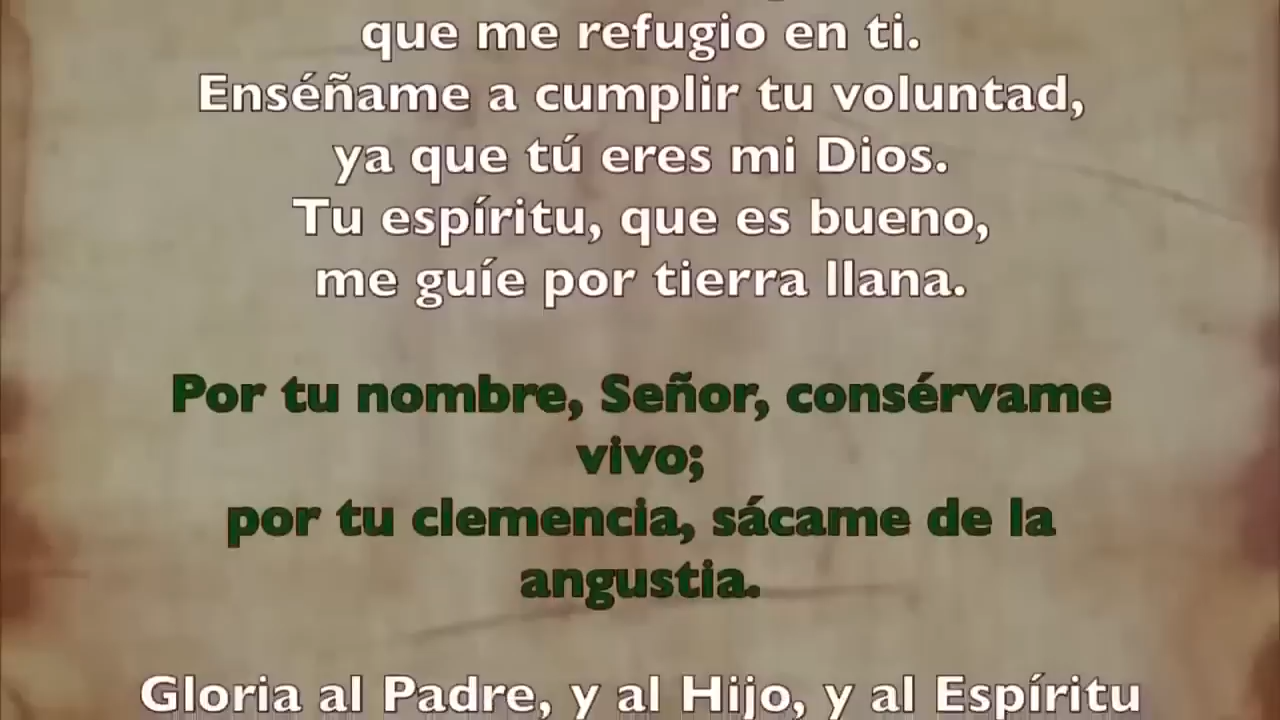 que me refugio en ti.
Enséñame a cumplir tu voluntad,
ya que tú eres mi Dios.
Tu espíritu, que es bueno,
me guíe por tierra llana.
Por tu nombre, Señor, consérvame
vivo;
por tu clemencia, sácame de la
angustia.
Gloria al Padre, y al Hijo, y al Espíritu